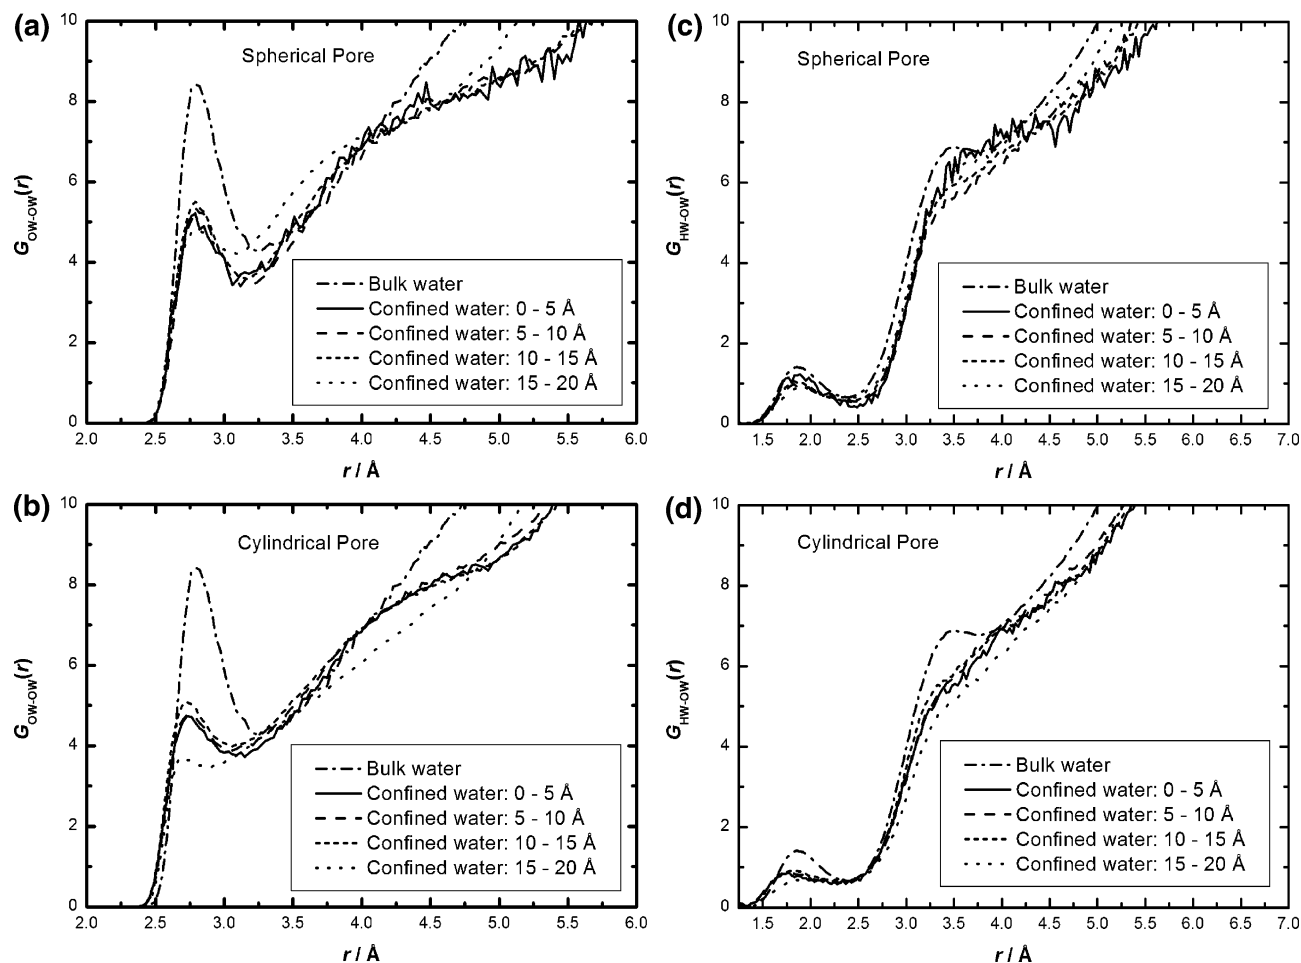 (a)
Spherical Pore
G_OW-OW(r)
10
8
6
4
2
0
Bulk water
Confined water: 0 - 5 Å
Confined water: 5 - 10 Å
Confined water: 10 - 15 Å
Confined water: 15 - 20 Å
2.0 2.5 3.0 3.5 4.0 4.5 5.0 5.5 6.0
r / Å
(c)
Spherical Pore
G_HW-OW(r)
10
8
6
4
2
0
Bulk water
Confined water: 0 - 5 Å
Confined water: 5 - 10 Å
Confined water: 10 - 15 Å
Confined water: 15 - 20 Å
1.5 2.0 2.5 3.0 3.5 4.0 4.5 5.0 5.5 6.0 6.5 7.0
r / Å
(b)
Cylindrical Pore
G_OW-OW(r)
10
8
6
4
2
0
Bulk water
Confined water: 0 - 5 Å
Confined water: 5 - 10 Å
Confined water: 10 - 15 Å
Confined water: 15 - 20 Å
2.0 2.5 3.0 3.5 4.0 4.5 5.0 5.5 6.0
r / Å
(d)
Cylindrical Pore
G_HW-OW(r)
10
8
6
4
2
0
Bulk water
Confined water: 0 - 5 Å
Confined water: 5 - 10 Å
Confined water: 10 - 15 Å
Confined water: 15 - 20 Å
1.5 2.0 2.5 3.0 3.5 4.0 4.5 5.0 5.5 6.0 6.5 7.0
r / Å